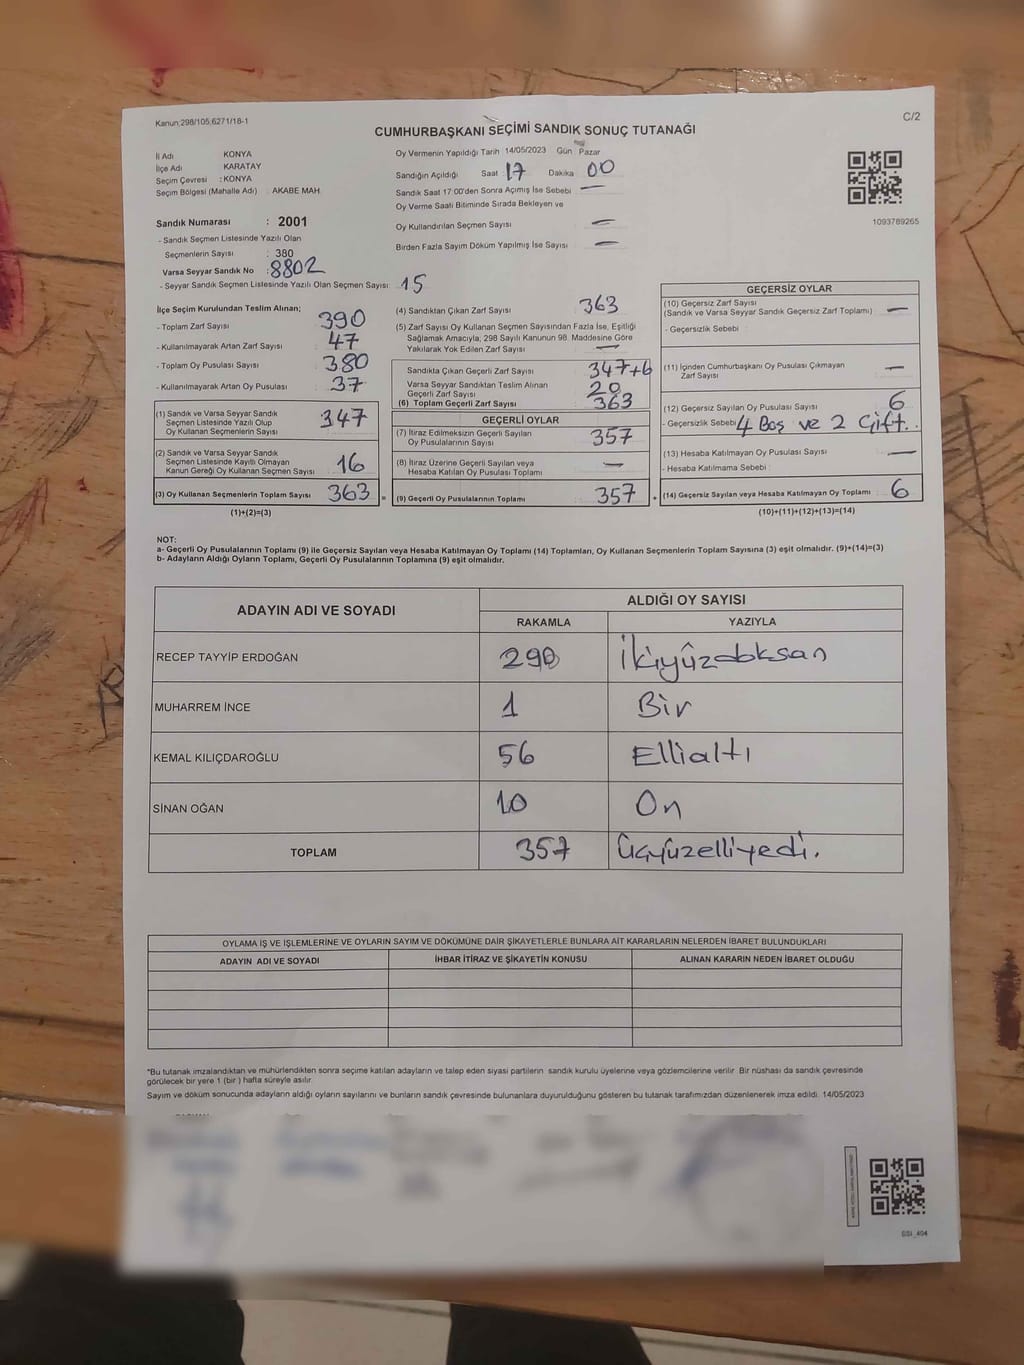 Kanun;298/105,6271/18-1
C/2
CUMHURBAŞKANI SEÇİMİ SANDIK SONUÇ TUTANAĞI
İl Adı KONYA
İlçe Adı KARATAY
Seçim Çevresi : KONYA
Seçim Bölgesi (Mahalle Adı) : AKABE MAH.
Oy Vermenin Yapıldığı Tarih 14/05/2023 Gün Pazar
Sandığın Açıldığı Saat : 17 Dakika : 00
Sandık Saat 17:00'den Sonra Açımış İse Sebebi : —
Oy Verme Saati Bitiminde Sırada Bekleyen ve
Oy Kullandırılan Seçmen Sayısı —
Birden Fazla Sayım Döküm Yapılmış İse Sayısı —
1093789265
Sandık Numarası : 2001
- Sandık Seçmen Listesinde Yazılı Olan
Seçmenlerin Sayısı : 380
Varsa Seyyar Sandık No : 8802
- Seyyar Sandık Seçmen Listesinde Yazılı Olan Seçmen Sayısı: 15
İlçe Seçim Kurulundan Teslim Alınan;
- Toplam Zarf Sayısı : 390
- Kullanılmayarak Artan Zarf Sayısı : 47
- Toplam Oy Pusulası Sayısı : 380
- Kullanılmayarak Artan Oy Pusulası : 37
(1) Sandık ve Varsa Seyyar Sandık
Seçmen Listesinde Yazılı Olup
Oy Kullanan Seçmenlerin Sayısı : 347
(2) Sandık ve Varsa Seyyar Sandık
Seçmen Listesinde Kayıtlı Olmayan
Kanun Gereği Oy Kullanan Seçmen Sayısı : 16
(3) Oy Kullanan Seçmenlerin Toplam Sayısı : 363
(1)+(2)=(3)
(4) Sandıktan Çıkan Zarf Sayısı : 363
(5) Zarf Sayısı Oy Kullanan Seçmen Sayısından Fazla İse, Eşitliği
Sağlamak Amacıyla; 298 Sayılı Kanunun 98. Maddesine Göre
Yakılarak Yok Edilen Zarf Sayısı : —
Sandıkta Çıkan Geçerli Zarf Sayısı : 347+6
Varsa Seyyar Sandıktan Teslim Alınan
Geçerli Zarf Sayısı : 20
(6) Toplam Geçerli Zarf Sayısı : 363
GEÇERLİ OYLAR
(7) İtiraz Edilmeksizin Geçerli Sayılan
Oy Pusulalarının Sayısı : 357
(8) İtiraz Üzerine Geçerli Sayılan veya
Hesaba Katılan Oy Pusulası Toplamı : —
= (9) Geçerli Oy Pusulalarının Toplamı : 357 +
GEÇERSİZ OYLAR
(10) Geçersiz Zarf Sayısı
(Sandık ve Varsa Seyyar Sandık Geçersiz Zarf Toplamı) : —
- Geçersizlik Sebebi :
(11) İçinden Cumhurbaşkanı Oy Pusulası Çıkmayan
Zarf Sayısı : —
(12) Geçersiz Sayılan Oy Pusulası Sayısı : 6
- Geçersizlik Sebebi : 4 Boş ve 2 Çift.
(13) Hesaba Katılmayan Oy Pusulası Sayısı : —
- Hesaba Katılmama Sebebi :
(14) Geçersiz Sayılan veya Hesaba Katılmayan Oy Toplamı : 6
(10)+(11)+(12)+(13)=(14)
NOT:
a- Geçerli Oy Pusulalarının Toplamı (9) ile Geçersiz Sayılan veya Hesaba Katılmayan Oy Toplamı (14) Toplamları, Oy Kullanan Seçmenlerin Toplam Sayısına (3) eşit olmalıdır. (9)+(14)=(3)
b- Adayların Aldığı Oyların Toplamı, Geçerli Oy Pusulalarının Toplamına (9) eşit olmalıdır.
ADAYIN ADI VE SOYADI ALDIĞI OY SAYISI
RAKAMLA YAZIYLA
RECEP TAYYİP ERDOĞAN 290 İkiyüzdoksan
MUHARREM İNCE 1 Bir
KEMAL KILIÇDAROĞLU 56 Ellialtı
SİNAN OĞAN 10 On
TOPLAM 357 Üçyüzelliyedi.
OYLAMA İŞ VE İŞLEMLERİNE VE OYLARIN SAYIM VE DÖKÜMÜNE DAİR ŞİKAYETLERLE BUNLARA AİT KARARLARIN NELERDEN İBARET BULUNDUKLARI
ADAYIN ADI VE SOYADI İHBAR İTİRAZ VE ŞİKAYETİN KONUSU ALINAN KARARIN NEDEN İBARET OLDUĞU
*Bu tutanak imzalandıktan ve mühürlendikten sonra seçime katılan adayların ve talep eden siyasi partilerin sandık kurulu üyelerine veya gözlemcilerine verilir. Bir nüshası da sandık çevresinde
görülecek bir yere 1 (bir) hafta süreyle asılır.
Sayım ve döküm sonucunda adayların aldığı oyların sayılarını ve bunların sandık çevresinde bulunanlara duyurulduğunu gösteren bu tutanak tarafımızdan düzenlenerek imza edildi. 14/05/2023